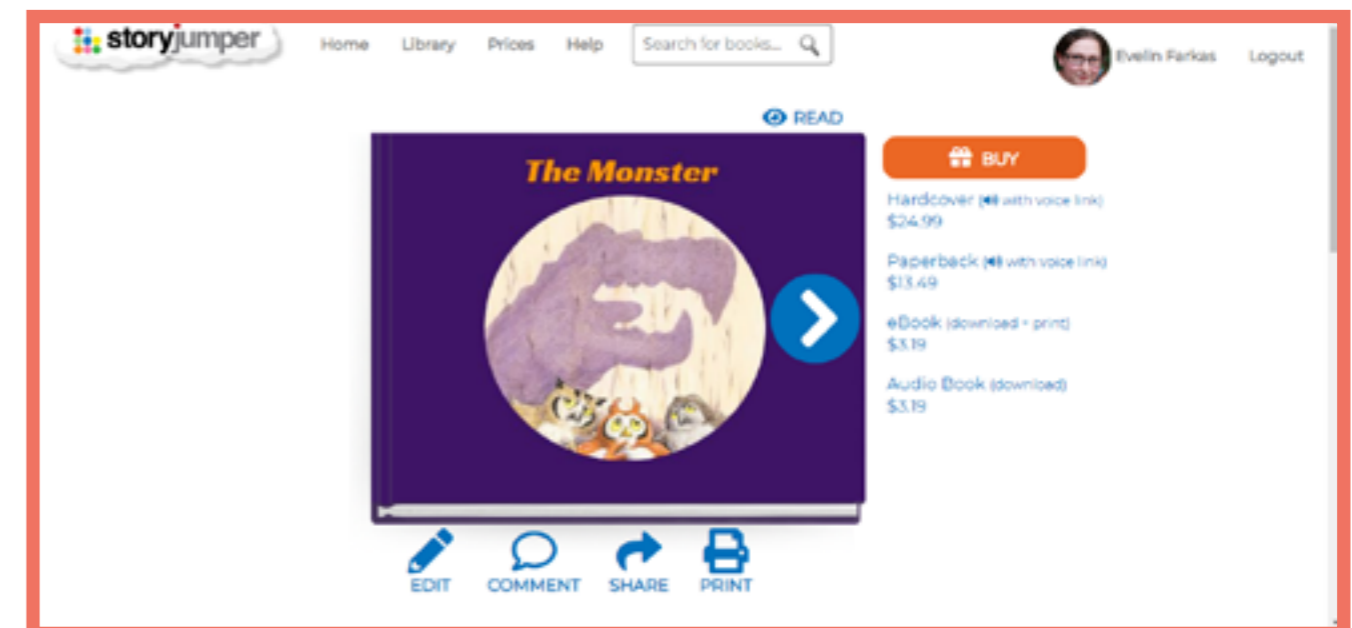 storyjumper
Home Library Prices Help Search for books... Evelin Farkas Logout
READ
The Monster
BUY
Hardcover (with voice link)
$24.99
Paperback (with voice link)
$13.49
eBook (download + print)
$3.19
Audio Book (download)
$3.19
EDIT COMMENT SHARE PRINT